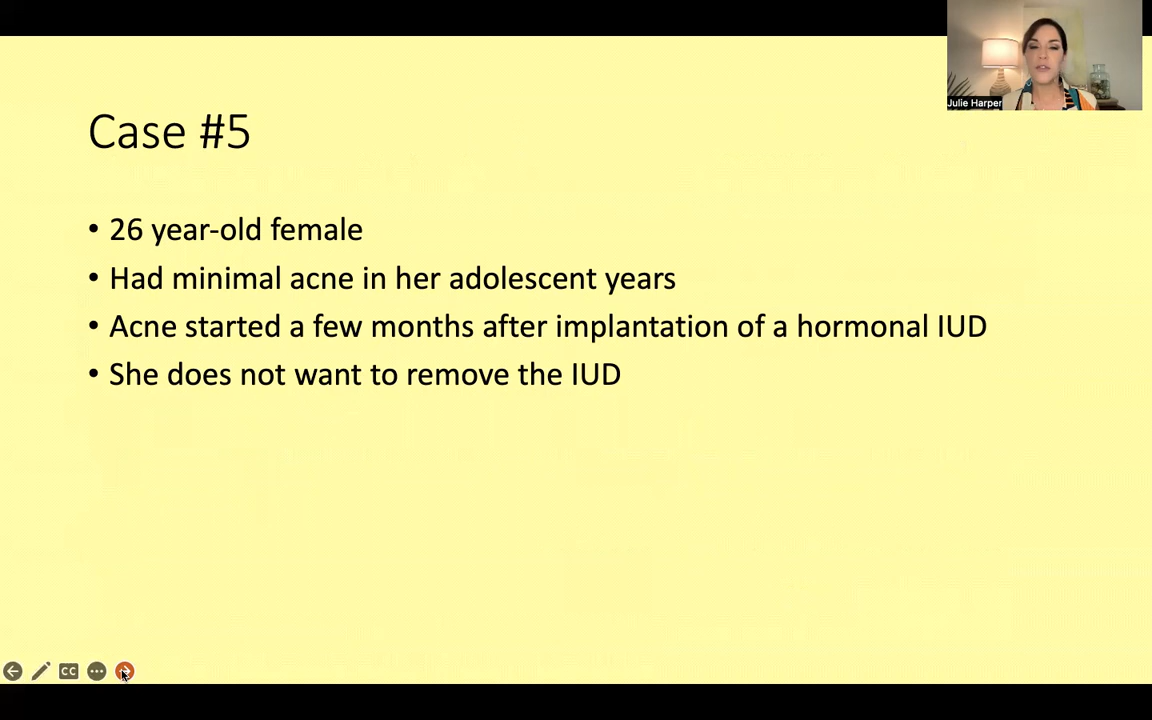 Julie Harper
Case #5
• 26 year-old female
• Had minimal acne in her adolescent years
• Acne started a few months after implantation of a hormonal IUD
• She does not want to remove the IUD
CC